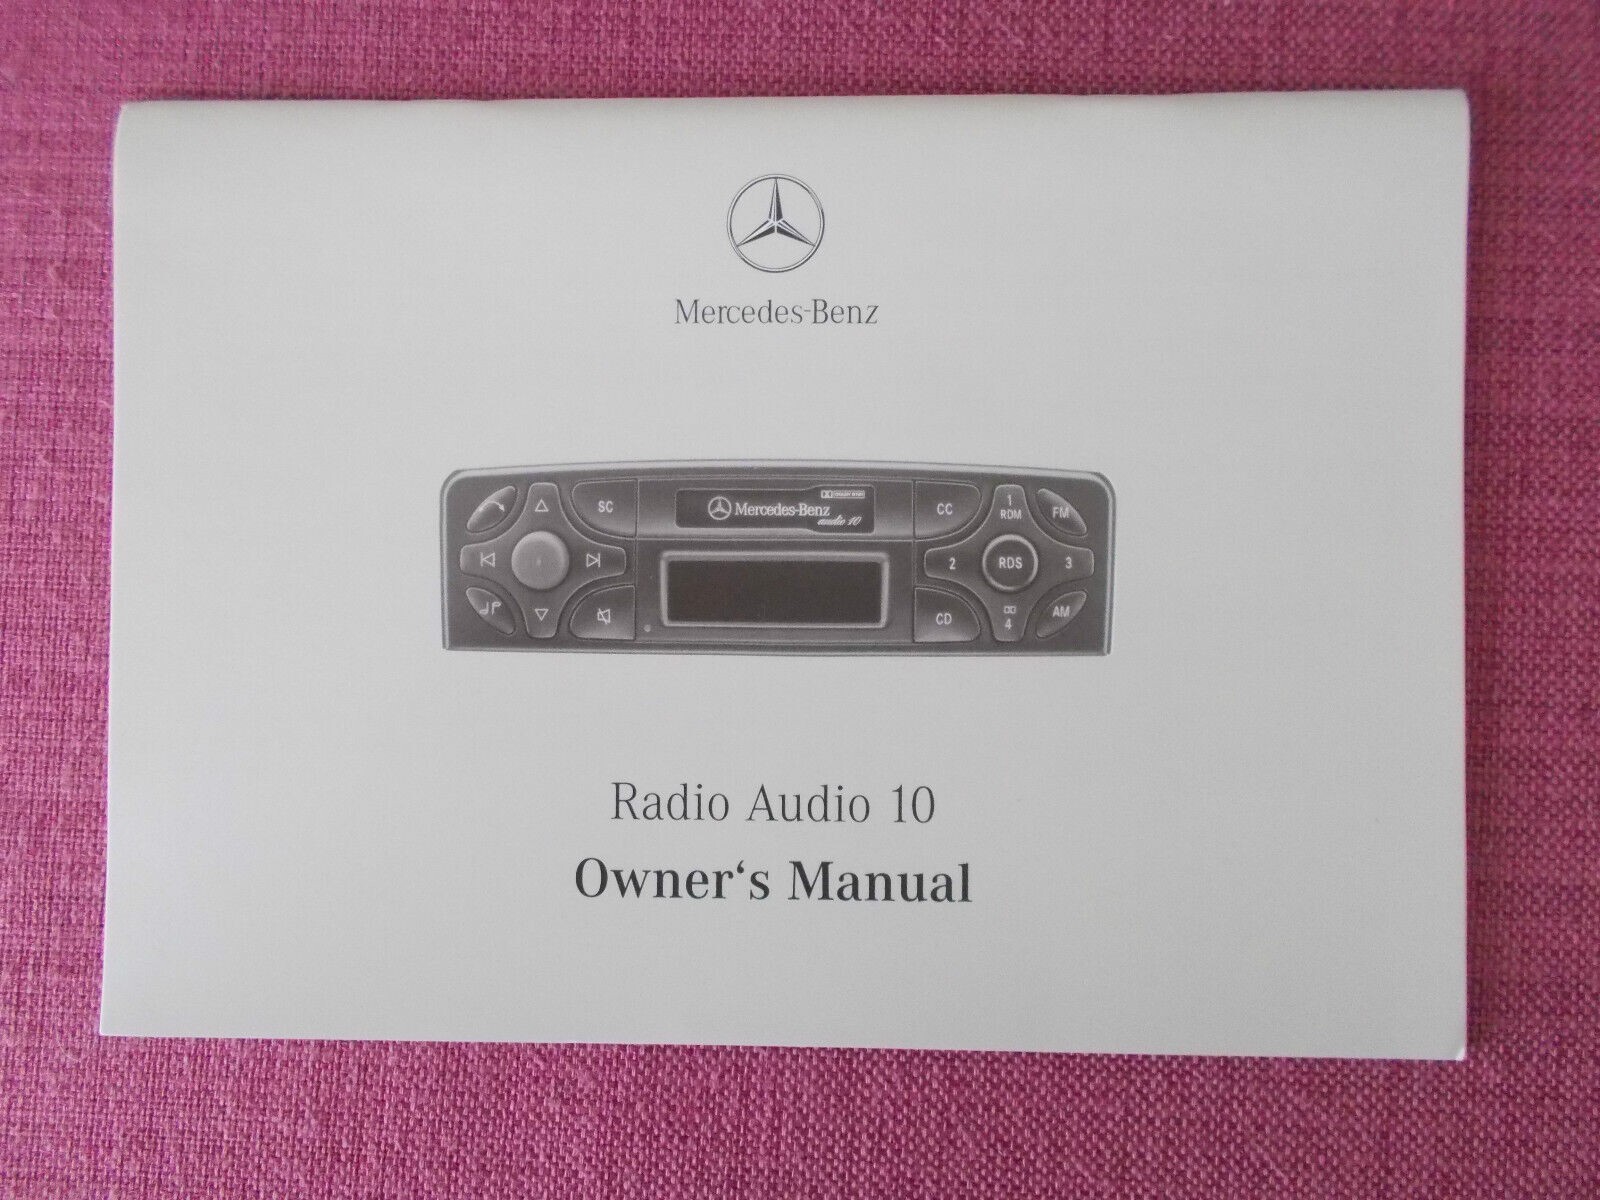 Mercedes-Benz
SC
Mercedes-Benz
audio 10
CC
1
RDM
FM
2
RDS
3
CD
4
AM
Radio Audio 10
Owner‘s Manual